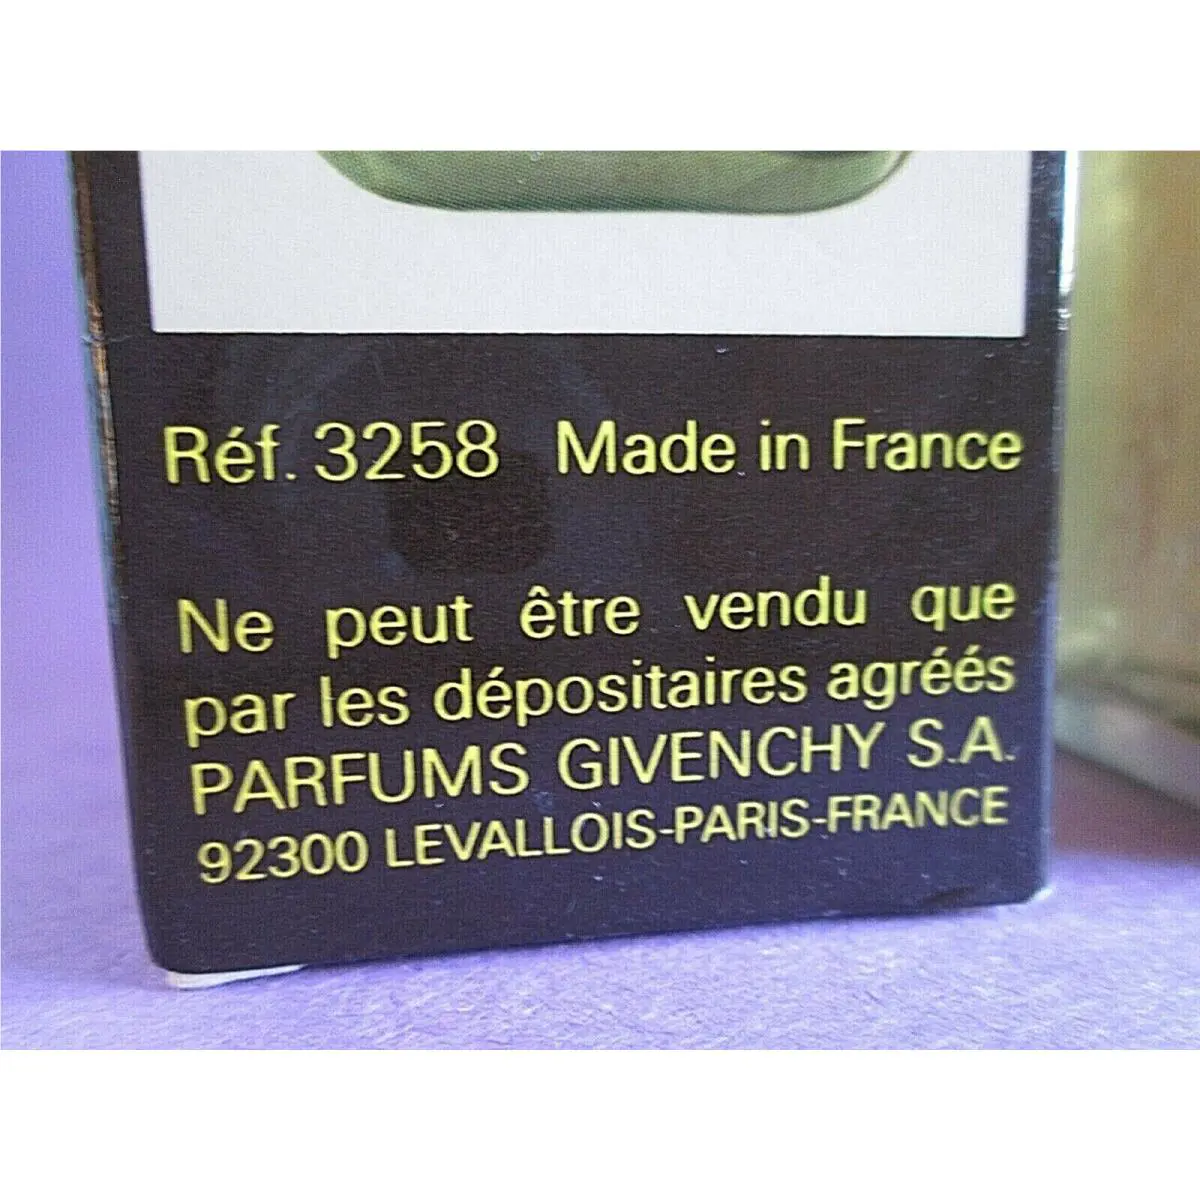 Réf. 3258 Made in France
Ne peut être vendu que
par les dépositaires agréés
PARFUMS GIVENCHY S.A.
92300 LEVALLOIS-PARIS-FRANCE